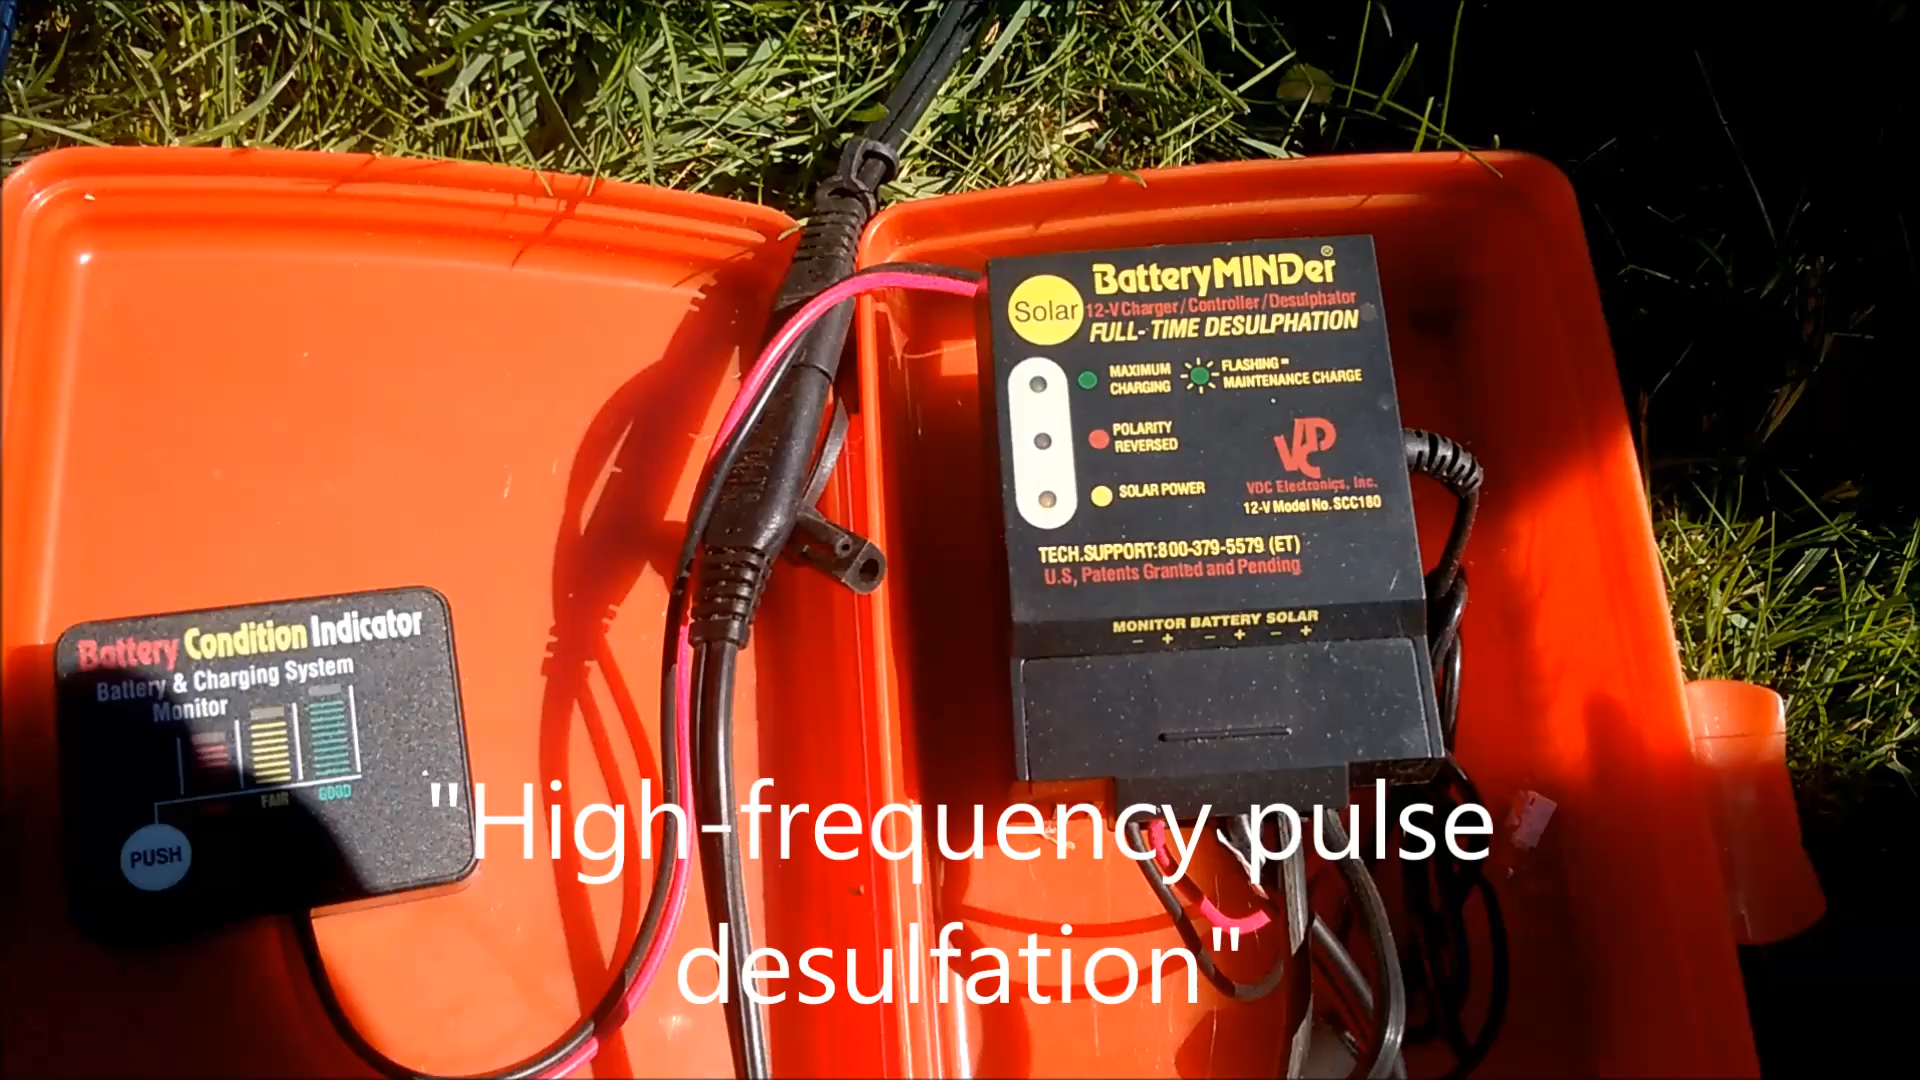 BatteryMINDer®
Solar
12-V Charger/Controller/Desulphator
FULL-TIME DESULPHATION
MAXIMUM
CHARGING
FLASHING =
MAINTENANCE CHARGE
POLARITY
REVERSED
SOLAR POWER
VDC
VDC Electronics, Inc.
12-V Model No. SCC180
TECH.SUPPORT:800-379-5579 (ET)
U.S, Patents Granted and Pending
MONITOR BATTERY SOLAR
– + – + – +
Battery Condition Indicator
Battery & Charging System
Monitor
FAIR
GOOD
PUSH
"High-frequency pulse
desulfation"